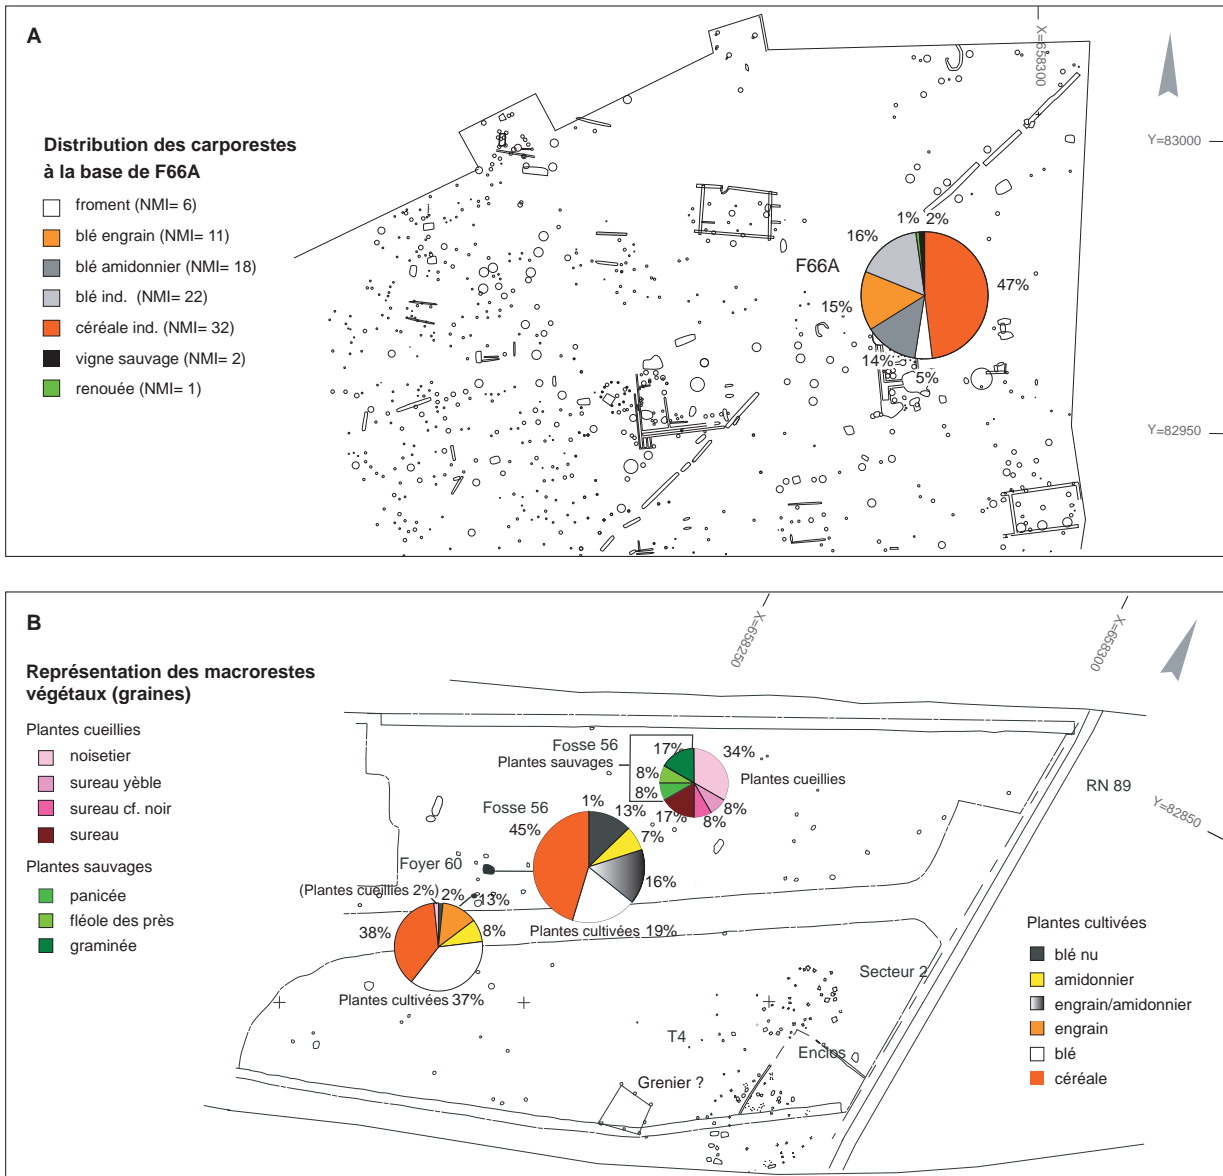 A
X=658300
Y=83000
Distribution des carporestes
à la base de F66A
froment (NMI= 6)
blé engrain (NMI= 11)
blé amidonnier (NMI= 18)
blé ind. (NMI= 22)
céréale ind. (NMI= 32)
vigne sauvage (NMI= 2)
renouée (NMI= 1)
1% 2%
16%
F66A
47%
15%
14%
5%
Y=82950
B
X=658250
X=658300
Représentation des macrorestes
végétaux (graines)
Plantes cueillies
noisetier
sureau yèble
sureau cf. noir
sureau
Plantes sauvages
panicée
fléole des près
graminée
Fosse 56
Plantes sauvages
17%
34%
8%
Plantes cueillies
8%
8%
17%
8%
RN 89
Y=82850
Fosse 56
1%
13%
45%
7%
16%
Plantes cultivées 19%
Foyer 60
(Plantes cueillies 2%)
2%
13%
38%
8%
Plantes cultivées 37%
Secteur 2
T4
Enclos
Grenier ?
Plantes cultivées
blé nu
amidonnier
engrain/amidonnier
engrain
blé
céréale